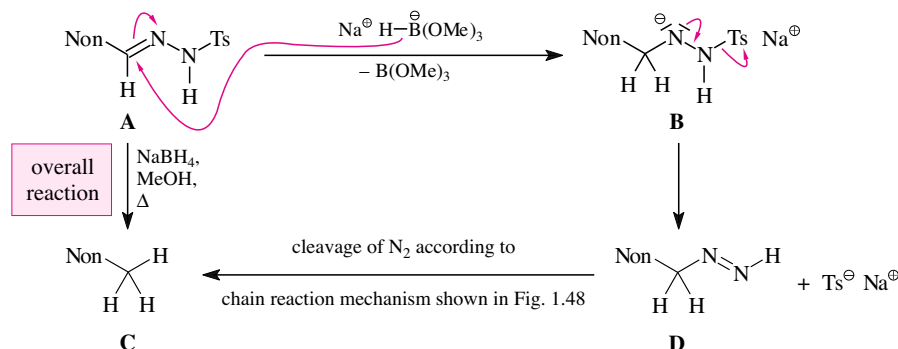 Na⊕ H–B⊖(OMe)₃
– B(OMe)₃
Non N Ts
N
H H
A
⊖
Non N Ts Na⊕
N
H H H
B
overall
reaction
NaBH₄,
MeOH,
Δ
Non H
H H
C
cleavage of N₂ according to
chain reaction mechanism shown in Fig. 1.48
Non N=N H
H H
D
+ Ts⊖ Na⊕